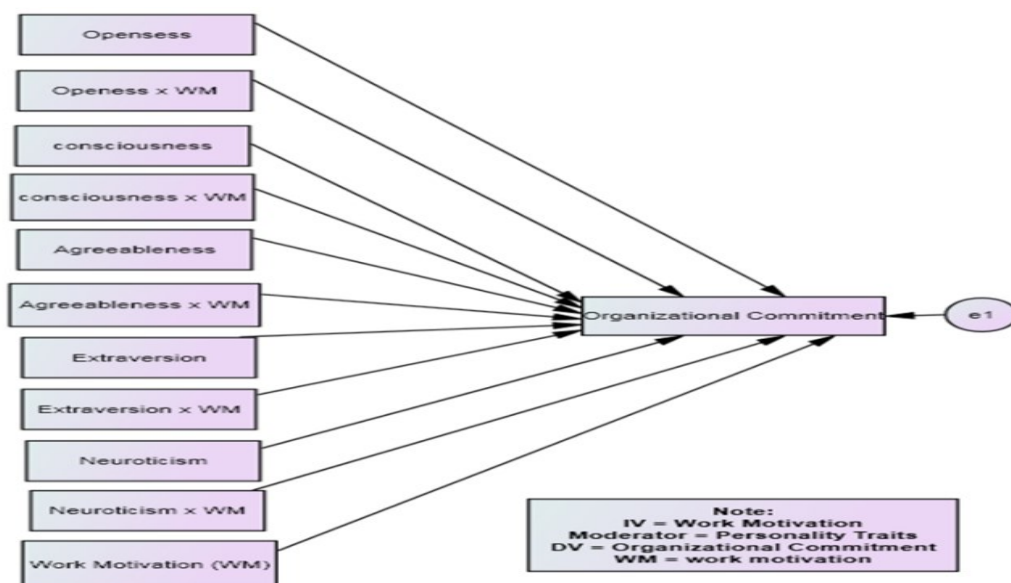 Opensess
Openess x WM
consciousness
consciousness x WM
Agreeableness
Agreeableness x WM
Extraversion
Extraversion x WM
Neuroticism
Neuroticism x WM
Work Motivation (WM)
Organizational Commitment
e1
Note:
IV = Work Motivation
Moderator = Personality Traits
DV = Organizational Commitment
WM = work motivation